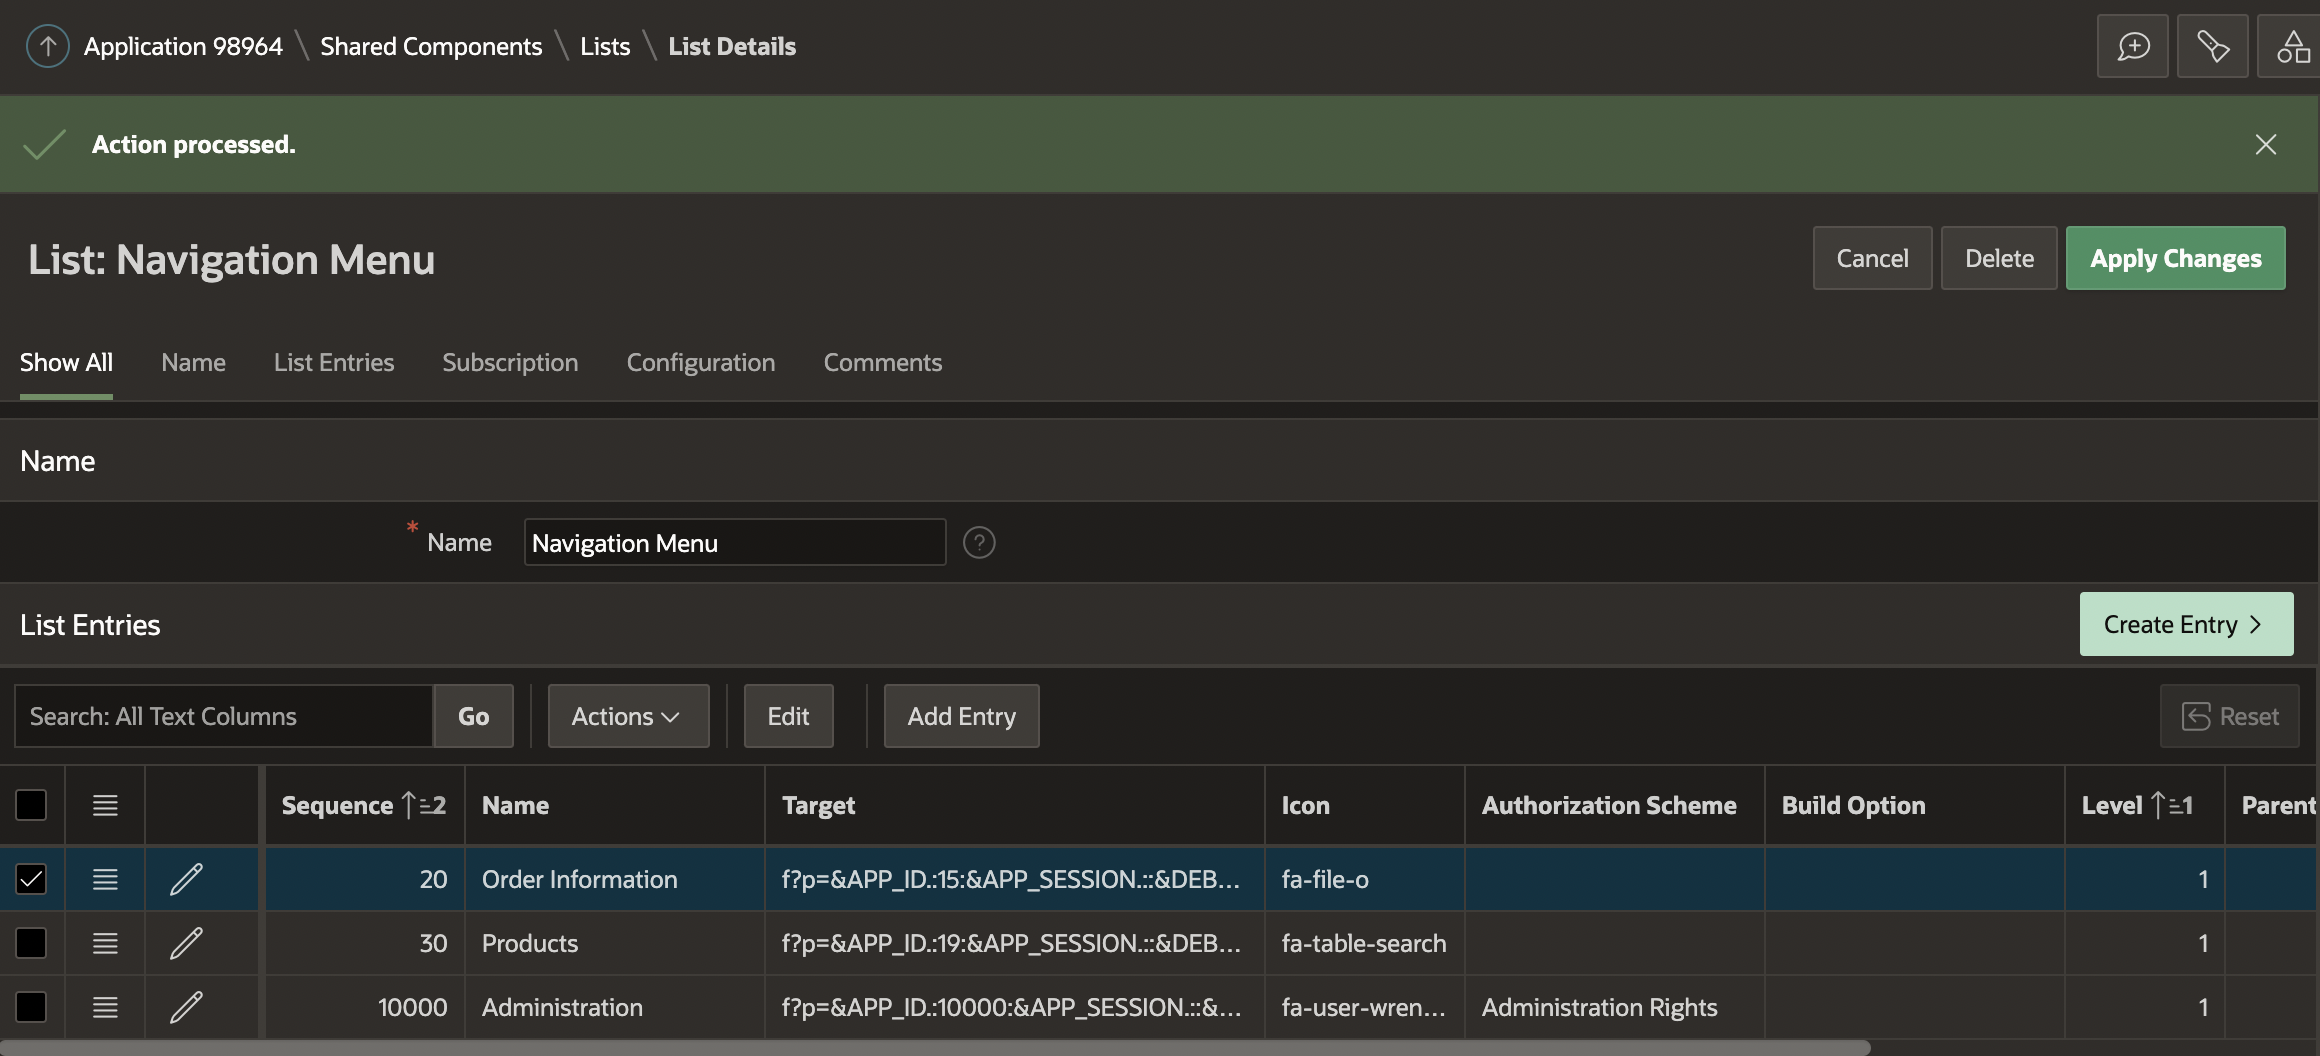 Application 98964 \ Shared Components \ Lists \ List Details
Action processed.
List: Navigation Menu
Cancel
Delete
Apply Changes
Show All
Name
List Entries
Subscription
Configuration
Comments
Name
* Name
Navigation Menu
?
List Entries
Create Entry
Search: All Text Columns
Go
Actions
Edit
Add Entry
Reset
Sequence 2 Name Target Icon Authorization Scheme Build Option Level 1 Parent
20 Order Information f?p=&APP_ID.:15:&APP_SESSION.::&DEB... fa-file-o 1
30 Products f?p=&APP_ID.:19:&APP_SESSION.::&DEB... fa-table-search 1
10000 Administration f?p=&APP_ID.:10000:&APP_SESSION.::&... fa-user-wren... Administration Rights 1